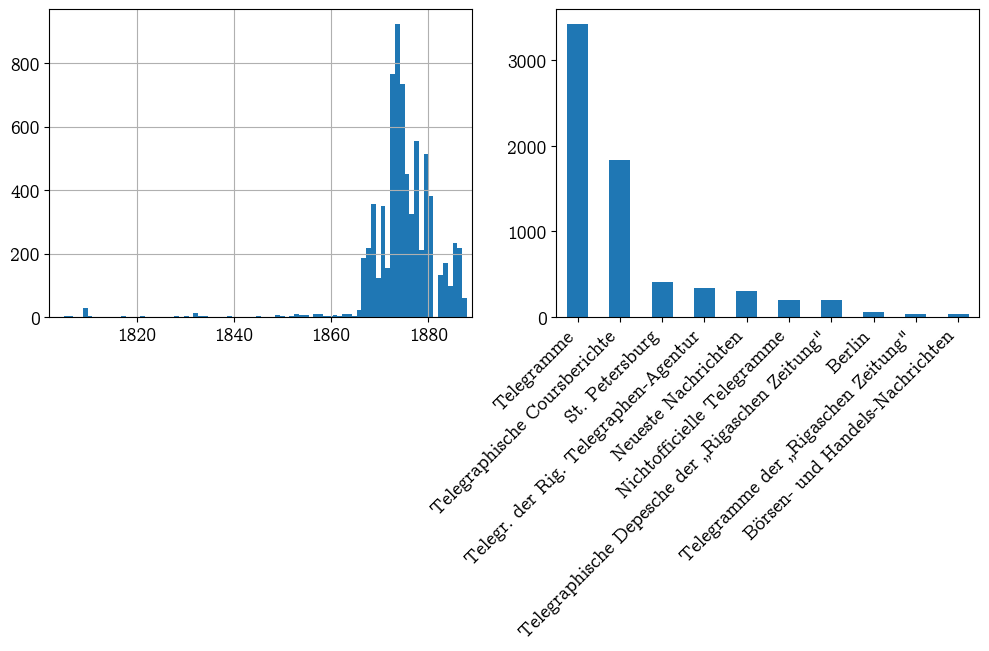 800
600
400
200
0
1820
1840
1860
1880
3000
2000
1000
0
Telegramme
Telegraphische Coursberichte
St. Petersburg
Telegr. der Rig. Telegraphen-Agentur
Neueste Nachrichten
Nichtofficielle Telegramme
Telegraphische Depesche der „Rigaschen Zeitung"
Berlin
Telegramme der „Rigaschen Zeitung"
Börsen- und Handels-Nachrichten